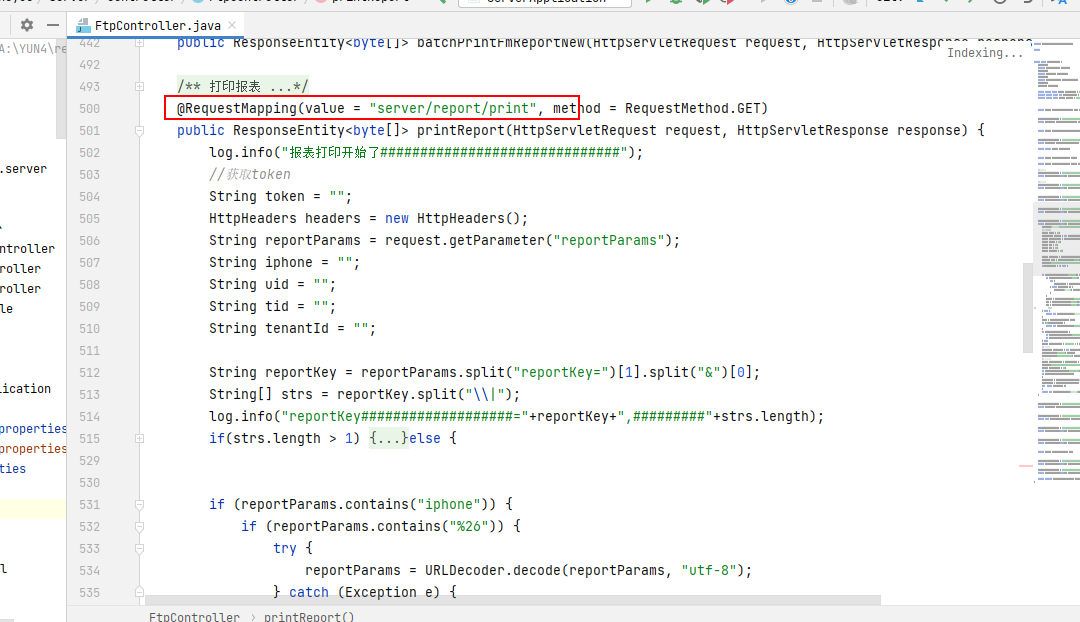 FtpController.java
A:\YUN4\re
Indexing...
442 public ResponseEntity<byte[]> batchPrintFmReportNew(HttpServletRequest request, HttpServletResponse response
492
493 /** 打印报表 ...*/
500 @RequestMapping(value = "server/report/print", method = RequestMethod.GET)
501 public ResponseEntity<byte[]> printReport(HttpServletRequest request, HttpServletResponse response) {
502 log.info("报表打印开始了##############################");
.server
503 //获取token
504 String token = "";
505 HttpHeaders headers = new HttpHeaders();
506 String reportParams = request.getParameter("reportParams");
ntroller
507 String iphone = "";
roller
508 String uid = "";
roller
509 String tid = "";
le
510 String tenantId = "";
511
512 String reportKey = reportParams.split("reportKey=")[1].split("&")[0];
lication
513 String[] strs = reportKey.split("\\|");
514 log.info("reportKey###################="+reportKey+",#########"+strs.length);
properties
515 if(strs.length > 1) {...}else {
properties
529
ties
530
531 if (reportParams.contains("iphone")) {
532 if (reportParams.contains("%26")) {
533 try {
534 reportParams = URLDecoder.decode(reportParams, "utf-8");
l
535 } catch (Exception e) {
FtpController › printReport()